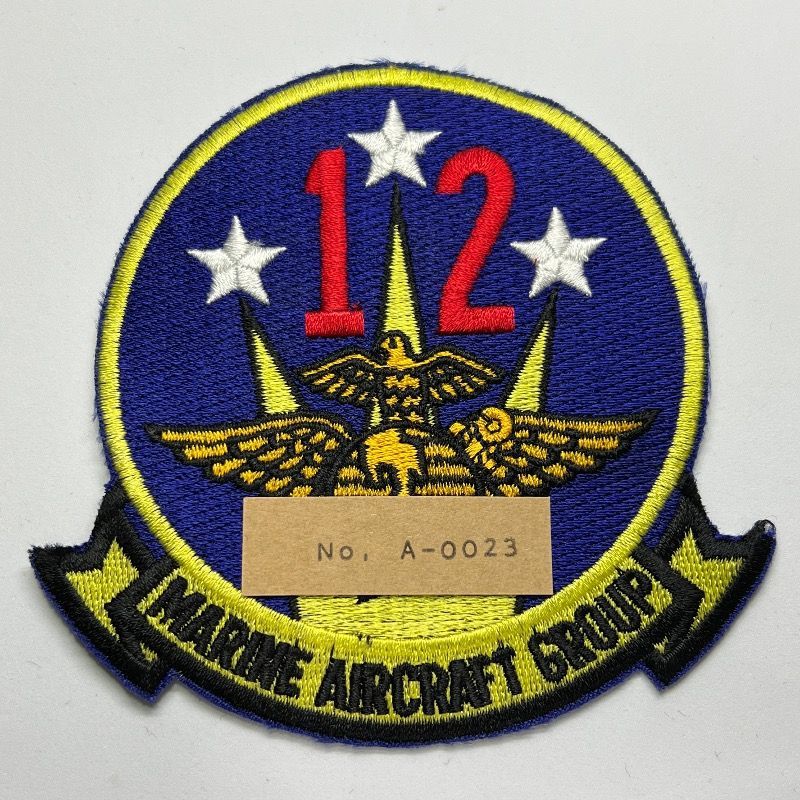 12
No. A-0023
MARINE AIRCRAFT GROUP